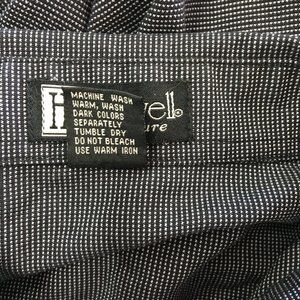 MACHINE WASH
WARM, WASH
DARK COLORS
SEPARATELY
TUMBLE DRY
DO NOT BLEACH
USE WARM IRON